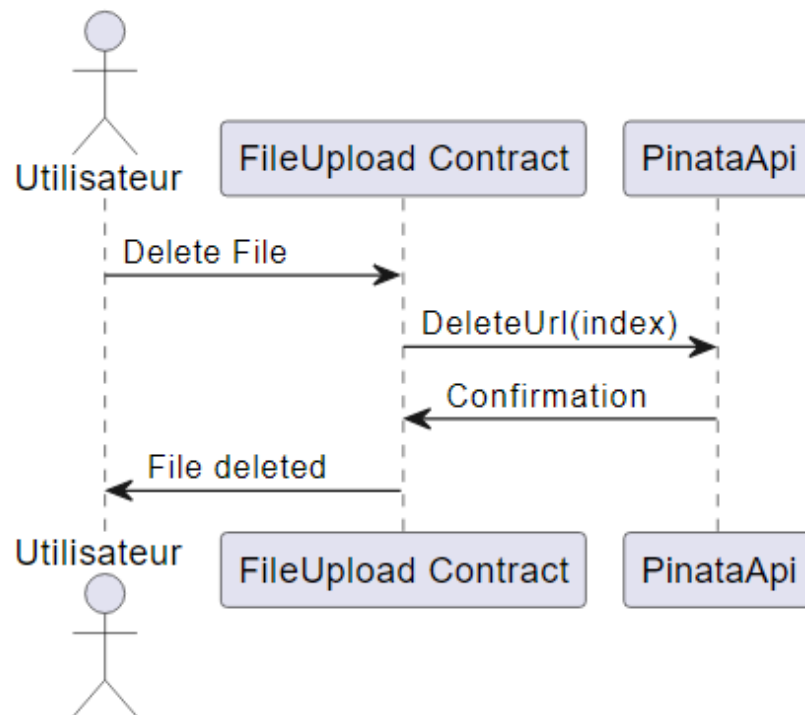 Utilisateur
FileUpload Contract
PinataApi
Delete File
DeleteUrl(index)
Confirmation
File deleted
Utilisateur
FileUpload Contract
PinataApi